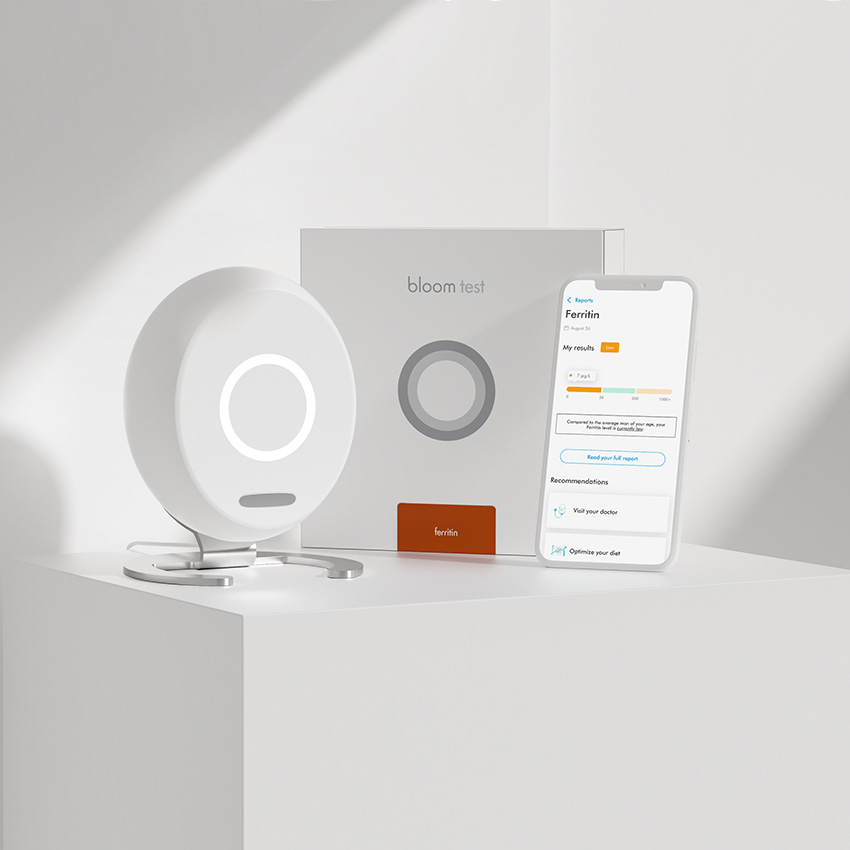 bloom test
ferritin
Reports
Ferritin
August 26
My results
Low
7 µg/L
0
30
300
1000+
Compared to the average man of your age, your
Ferritin level is currently low
Read your full report
Recommendations
Visit your doctor
Optimize your diet